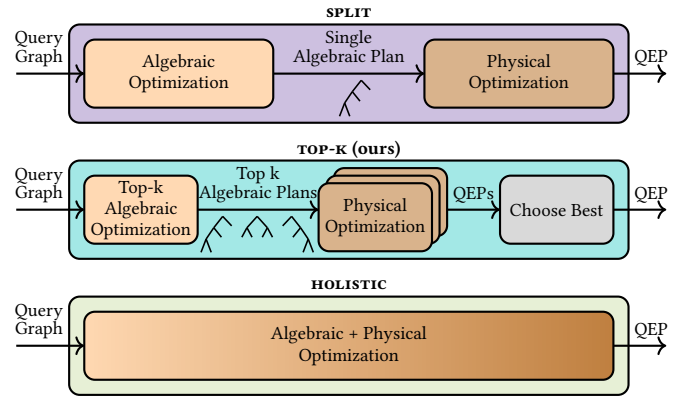 SPLIT
Query
Graph
Algebraic
Optimization
Single
Algebraic Plan
Physical
Optimization
QEP
TOP-K (ours)
Query
Graph
Top-k
Algebraic
Optimization
Top k
Algebraic Plans
Physical
Optimization
QEPs
Choose Best
QEP
HOLISTIC
Query
Graph
Algebraic + Physical
Optimization
QEP